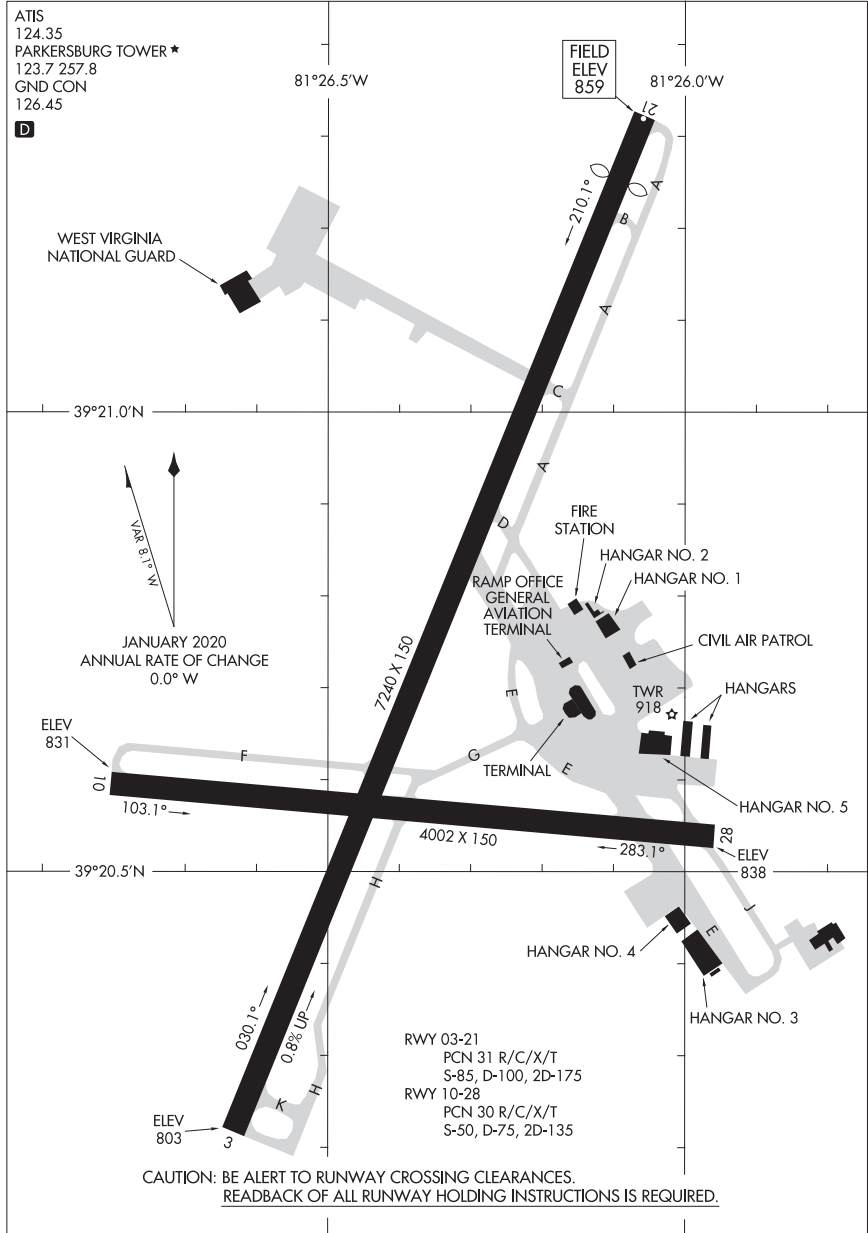 ATIS
124.35
PARKERSBURG TOWER ★
123.7 257.8
GND CON
126.45
D
81°26.5'W
FIELD
ELEV
859
81°26.0'W
21
A
210.1°
B
WEST VIRGINIA
NATIONAL GUARD
A
C
39°21.0'N
A
D
VAR 8.1° W
JANUARY 2020
ANNUAL RATE OF CHANGE
0.0° W
FIRE
STATION
HANGAR NO. 2
HANGAR NO. 1
RAMP OFFICE
GENERAL
AVIATION
TERMINAL
CIVIL AIR PATROL
7240 X 150
E
TWR
918
HANGARS
ELEV
831
F
G
TERMINAL
E
10
103.1°
HANGAR NO. 5
4002 X 150
28
283.1°
ELEV
838
39°20.5'N
H
J
E
HANGAR NO. 4
HANGAR NO. 3
030.1°
0.8% UP
RWY 03-21
PCN 31 R/C/X/T
S-85, D-100, 2D-175
RWY 10-28
PCN 30 R/C/X/T
S-50, D-75, 2D-135
H
K
ELEV
803
3
CAUTION: BE ALERT TO RUNWAY CROSSING CLEARANCES.
READBACK OF ALL RUNWAY HOLDING INSTRUCTIONS IS REQUIRED.